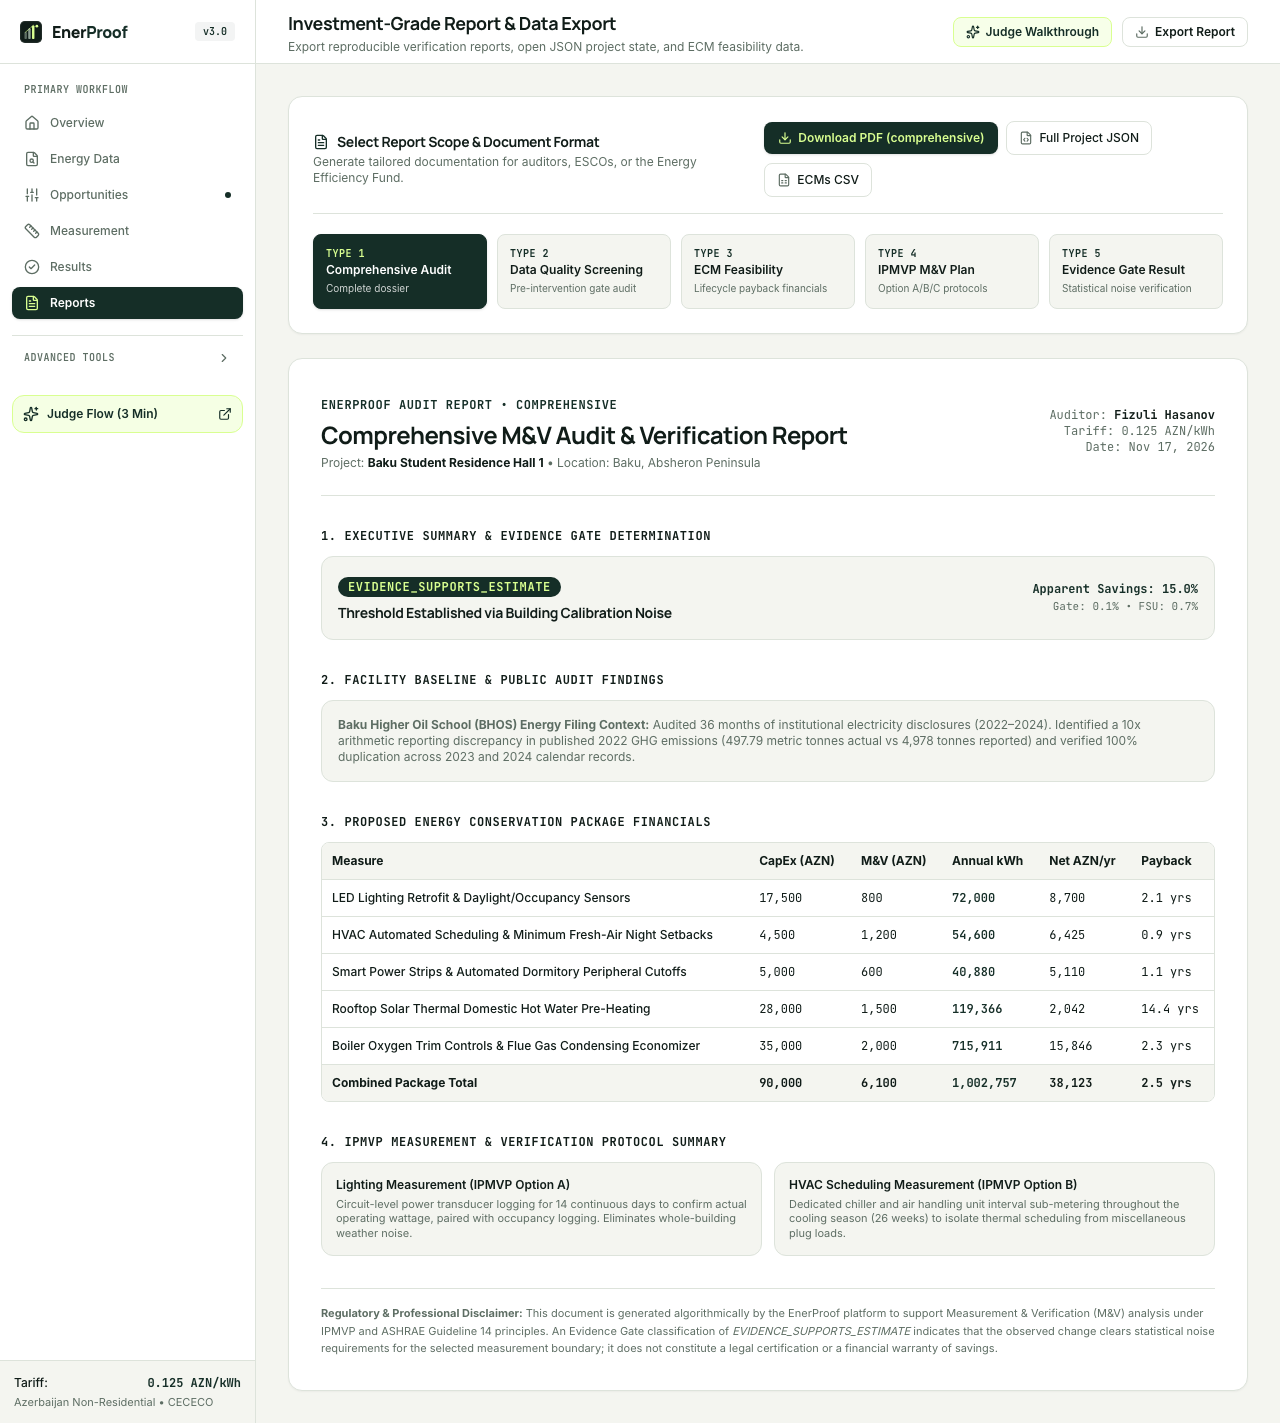 EnerProof
v3.0
PRIMARY WORKFLOW
Overview
Energy Data
Opportunities
Measurement
Results
Reports
ADVANCED TOOLS
Judge Flow (3 Min)
Tariff: 0.125 AZN/kWh
Azerbaijan Non-Residential • CECECO
Investment-Grade Report & Data Export
Export reproducible verification reports, open JSON project state, and ECM feasibility data.
Judge Walkthrough
Export Report
Select Report Scope & Document Format
Generate tailored documentation for auditors, ESCOs, or the Energy
Efficiency Fund.
Download PDF (comprehensive)
Full Project JSON
ECMs CSV
TYPE 1
Comprehensive Audit
Complete dossier
TYPE 2
Data Quality Screening
Pre-intervention gate audit
TYPE 3
ECM Feasibility
Lifecycle payback financials
TYPE 4
IPMVP M&V Plan
Option A/B/C protocols
TYPE 5
Evidence Gate Result
Statistical noise verification
ENERPROOF AUDIT REPORT • COMPREHENSIVE
Comprehensive M&V Audit & Verification Report
Project: Baku Student Residence Hall 1 • Location: Baku, Absheron Peninsula
Auditor: Fizuli Hasanov
Tariff: 0.125 AZN/kWh
Date: Nov 17, 2026
1. EXECUTIVE SUMMARY & EVIDENCE GATE DETERMINATION
EVIDENCE_SUPPORTS_ESTIMATE
Threshold Established via Building Calibration Noise
Apparent Savings: 15.0%
Gate: 0.1% • FSU: 0.7%
2. FACILITY BASELINE & PUBLIC AUDIT FINDINGS
Baku Higher Oil School (BHOS) Energy Filing Context: Audited 36 months of institutional electricity disclosures (2022–2024). Identified a 10x
arithmetic reporting discrepancy in published 2022 GHG emissions (497.79 metric tonnes actual vs 4,978 tonnes reported) and verified 100%
duplication across 2023 and 2024 calendar records.
3. PROPOSED ENERGY CONSERVATION PACKAGE FINANCIALS
Measure CapEx (AZN) M&V (AZN) Annual kWh Net AZN/yr Payback
LED Lighting Retrofit & Daylight/Occupancy Sensors 17,500 800 72,000 8,700 2.1 yrs
HVAC Automated Scheduling & Minimum Fresh-Air Night Setbacks 4,500 1,200 54,600 6,425 0.9 yrs
Smart Power Strips & Automated Dormitory Peripheral Cutoffs 5,000 600 40,880 5,110 1.1 yrs
Rooftop Solar Thermal Domestic Hot Water Pre-Heating 28,000 1,500 119,366 2,042 14.4 yrs
Boiler Oxygen Trim Controls & Flue Gas Condensing Economizer 35,000 2,000 715,911 15,846 2.3 yrs
Combined Package Total 90,000 6,100 1,002,757 38,123 2.5 yrs
4. IPMVP MEASUREMENT & VERIFICATION PROTOCOL SUMMARY
Lighting Measurement (IPMVP Option A)
Circuit-level power transducer logging for 14 continuous days to confirm actual
operating wattage, paired with occupancy logging. Eliminates whole-building
weather noise.
HVAC Scheduling Measurement (IPMVP Option B)
Dedicated chiller and air handling unit interval sub-metering throughout the
cooling season (26 weeks) to isolate thermal scheduling from miscellaneous
plug loads.
Regulatory & Professional Disclaimer: This document is generated algorithmically by the EnerProof platform to support Measurement & Verification (M&V) analysis under
IPMVP and ASHRAE Guideline 14 principles. An Evidence Gate classification of EVIDENCE_SUPPORTS_ESTIMATE indicates that the observed change clears statistical noise
requirements for the selected measurement boundary; it does not constitute a legal certification or a financial warranty of savings.